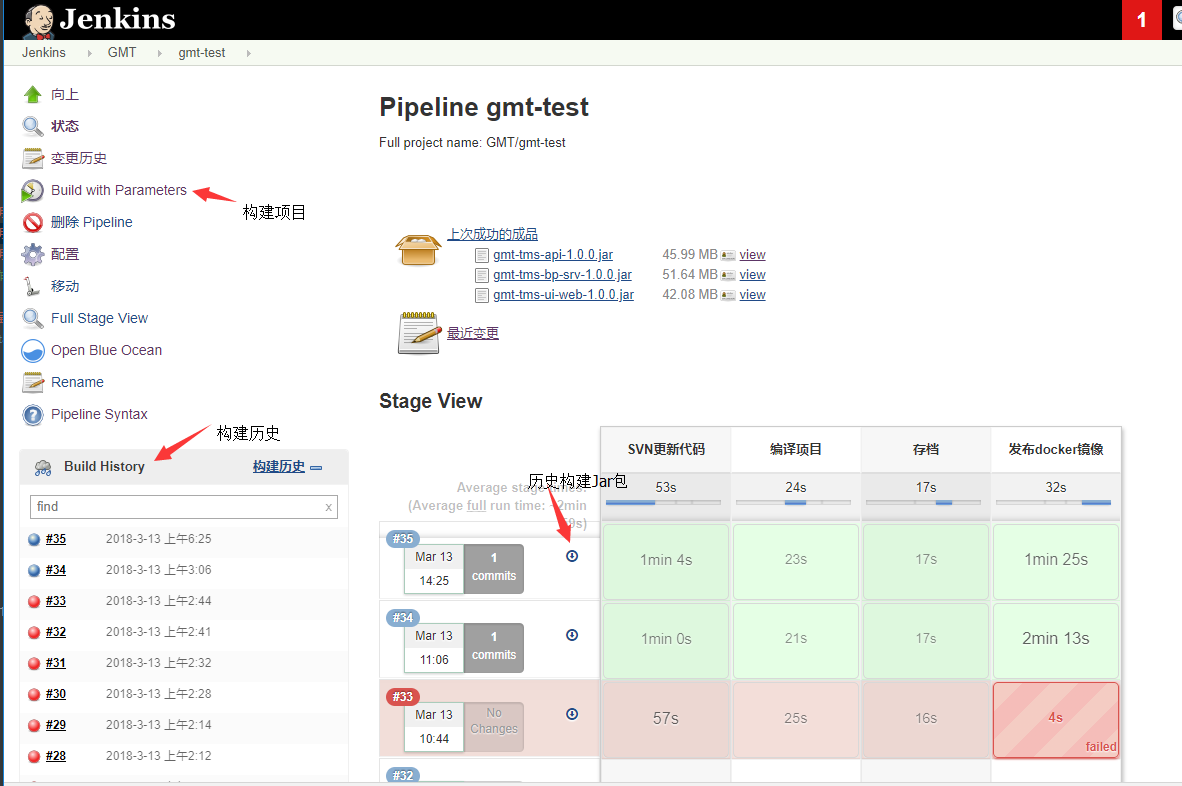 Jenkins
1
Jenkins GMT gmt-test
向上
状态
变更历史
Build with Parameters
构建项目
删除 Pipeline
配置
移动
Full Stage View
Open Blue Ocean
Rename
Pipeline Syntax
构建历史
Build History 构建历史
find x
#35 2018-3-13 上午6:25
#34 2018-3-13 上午3:06
#33 2018-3-13 上午2:44
#32 2018-3-13 上午2:41
#31 2018-3-13 上午2:32
#30 2018-3-13 上午2:28
#29 2018-3-13 上午2:14
#28 2018-3-13 上午2:12
Pipeline gmt-test
Full project name: GMT/gmt-test
上次成功的成品
gmt-tms-api-1.0.0.jar 45.99 MB view
gmt-tms-bp-srv-1.0.0.jar 51.64 MB view
gmt-tms-ui-web-1.0.0.jar 42.08 MB view
最近变更
Stage View
SVN更新代码 编译项目 存档 发布docker镜像
历史构建Jar包
Average stage times:
53s 24s 17s 32s
(Average full run time: ~2min
s)
#35
Mar 13
14:25
1
commits
1min 4s 23s 17s 1min 25s
#34
Mar 13
11:06
1
commits
1min 0s 21s 17s 2min 13s
#33
Mar 13
10:44
No
Changes
57s 25s 16s 4s
failed
#32